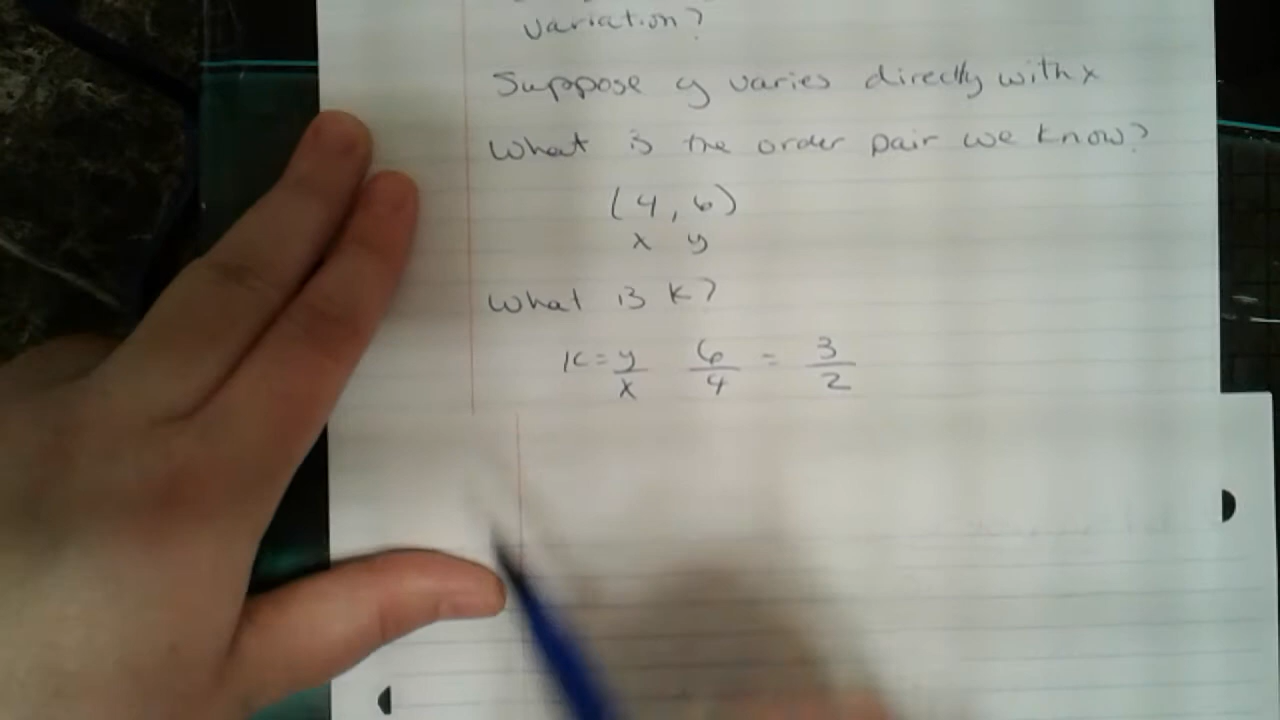 variation?
Suppose y varies directly with x
What is the order pair we know?
(4, 6)
x y
What is k?
K = y/x 6/4 = 3/2